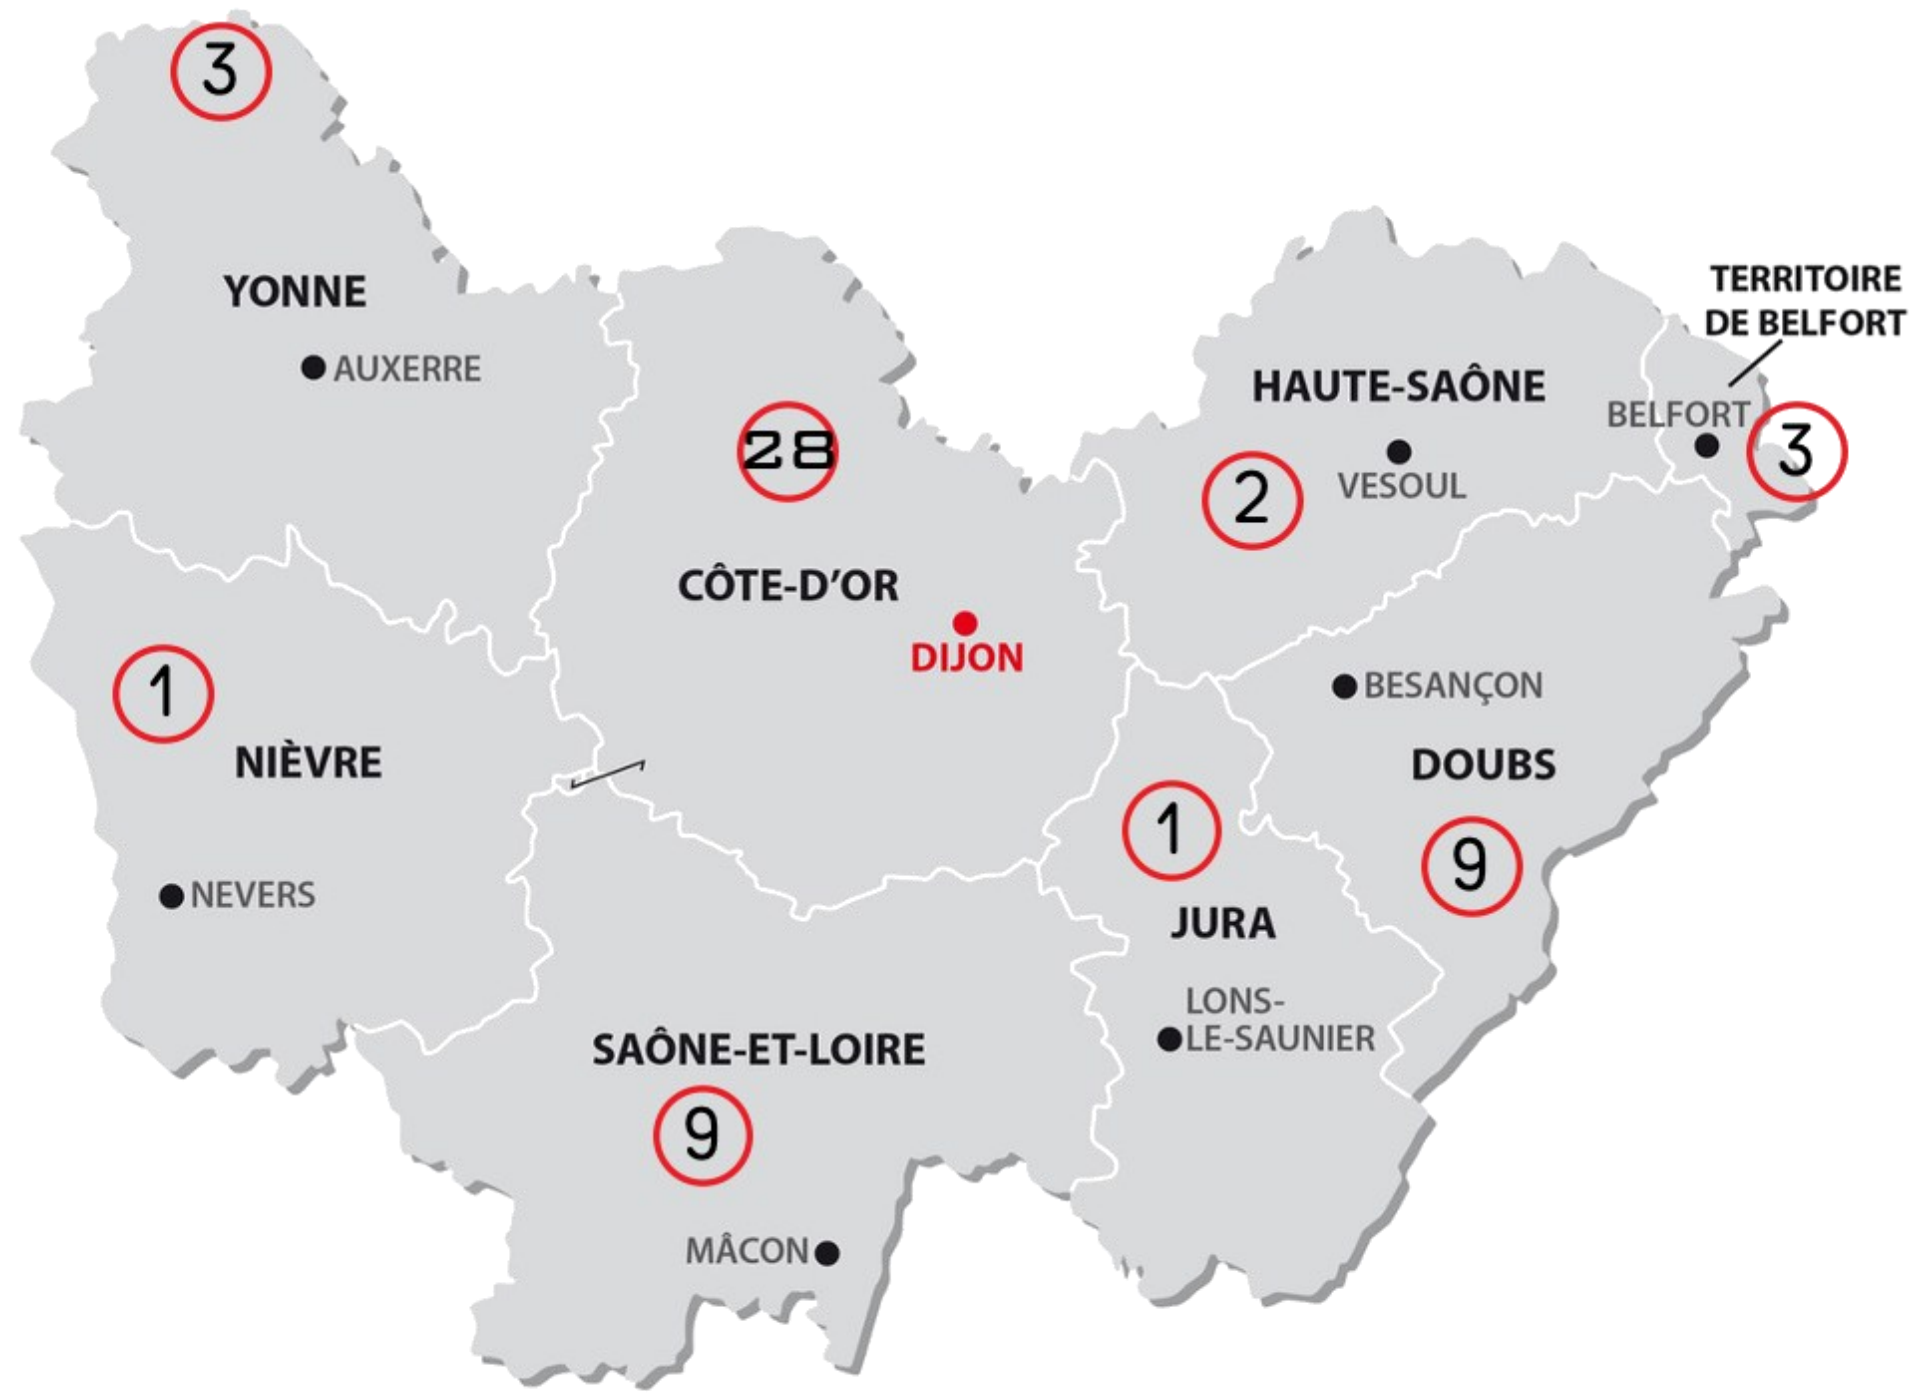 3
YONNE
AUXERRE
28
CÔTE-D'OR
DIJON
HAUTE-SAÔNE
VESOUL
2
TERRITOIRE
DE BELFORT
BELFORT
3
1
NIÈVRE
NEVERS
BESANÇON
DOUBS
9
1
JURA
LONS-
LE-SAUNIER
SAÔNE-ET-LOIRE
9
MÂCON